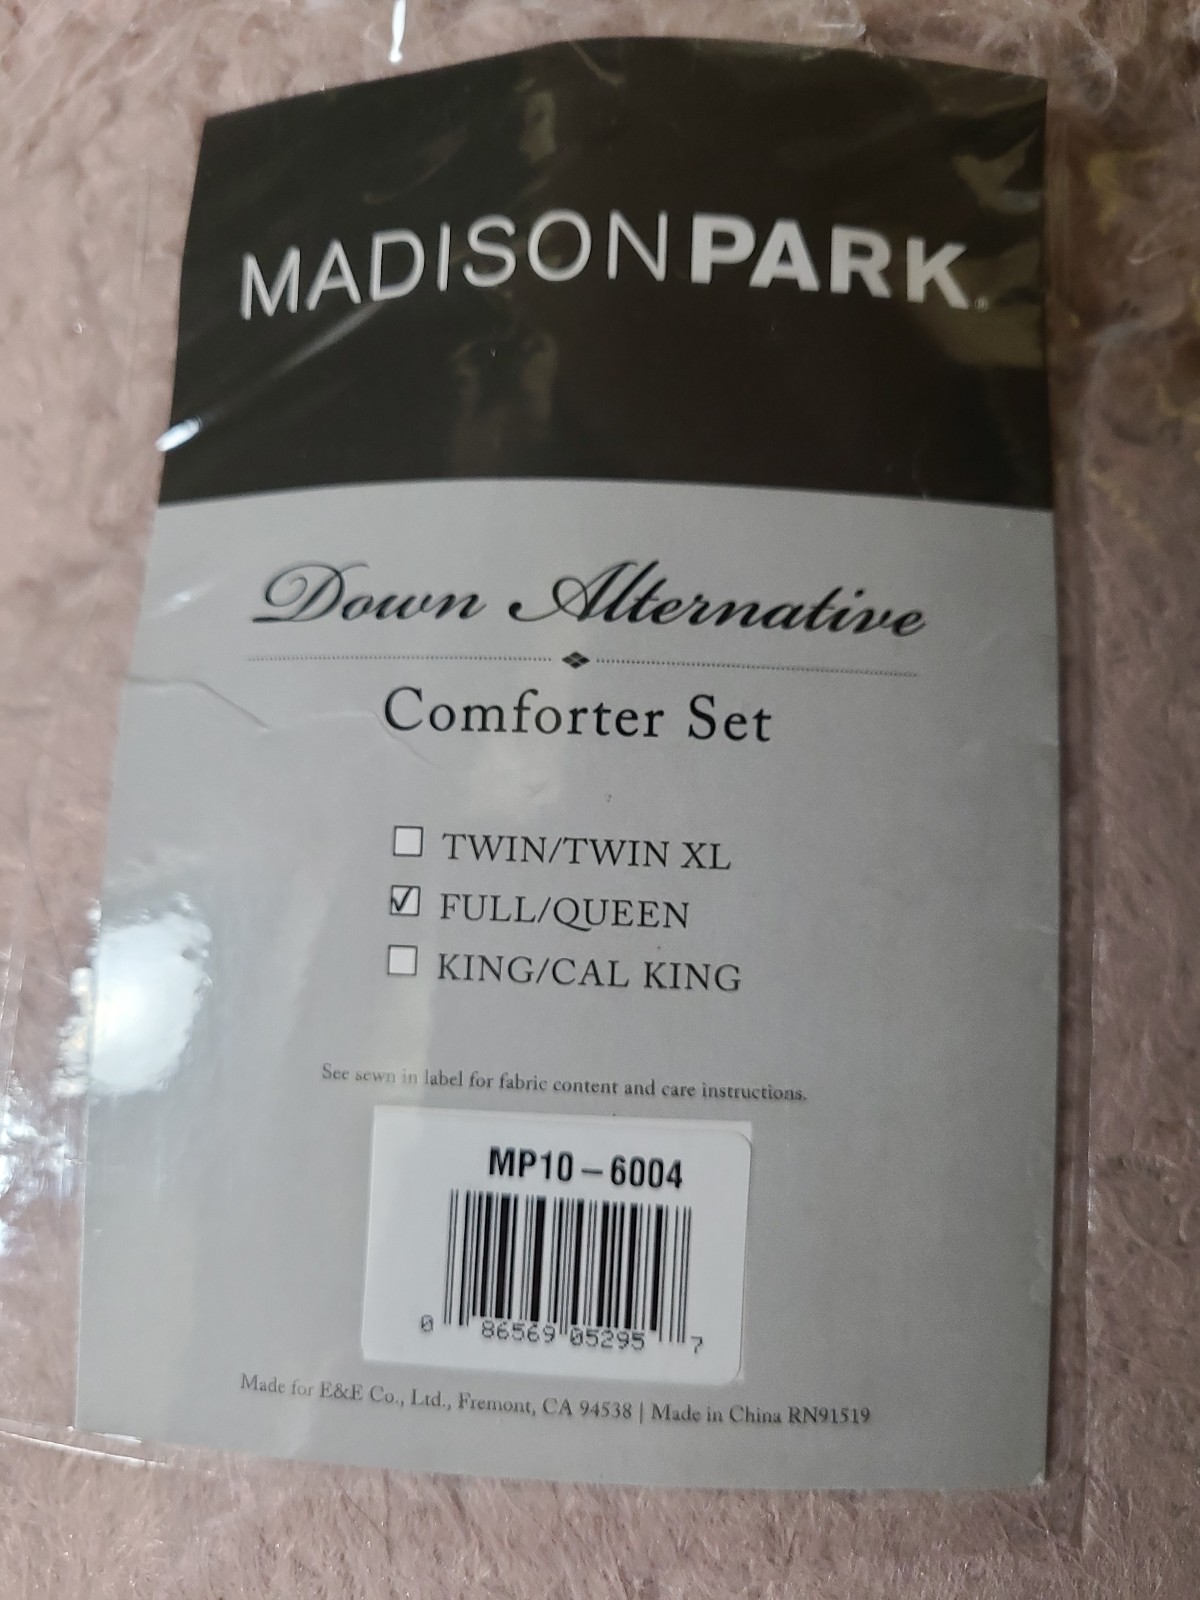 MADISONPARK®
Down Alternative
Comforter Set
TWIN/TWIN XL
FULL/QUEEN
KING/CAL KING
See sewn in label for fabric content and care instructions.
MP10-6004
0 86569 05295 7
Made for E&E Co., Ltd., Fremont, CA 94538 | Made in China RN91519